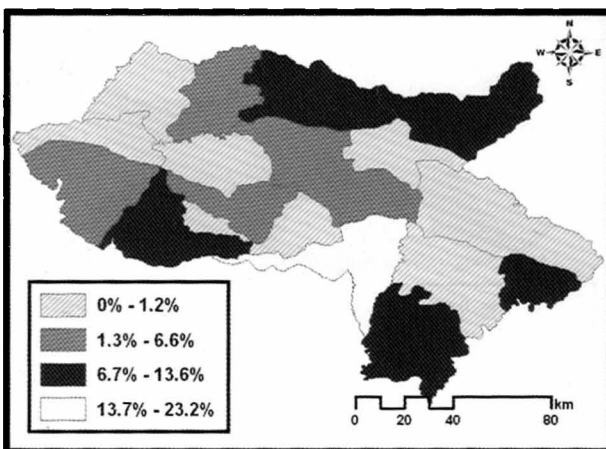 N
W E
S
0% - 1.2%
1.3% - 6.6%
6.7% - 13.6%
13.7% - 23.2%
km
0 20 40 80